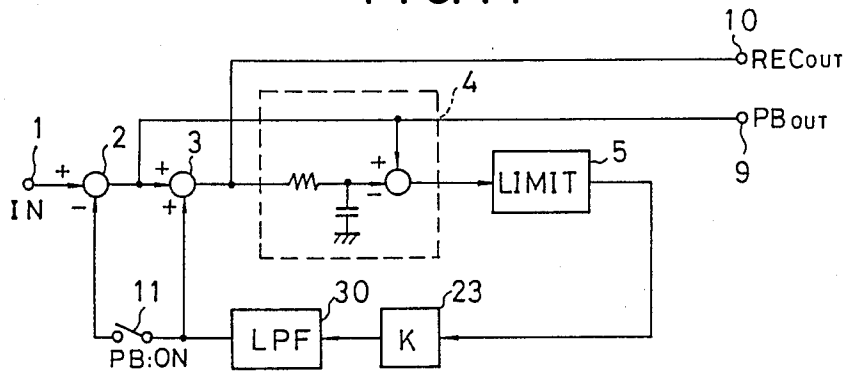 10
RECOUT
4
PBOUT
9
1
2
3
5
+
+
+
LIMIT
IN
-
+
-
11
30
23
LPF
K
PB:ON